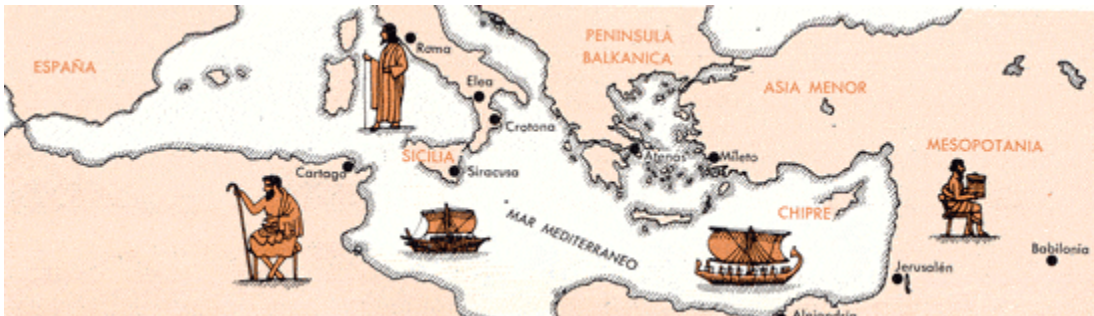 ESPAÑA
Roma
Elea
Crotona
SICILIA
Cartago
Siracusa
MAR MEDITERRANEO
PENINSULA
BALKANICA
ASIA MENOR
Atenas
Mileto
CHIPRE
MESOPOTANIA
Babilonia
Jerusalén
Alejandría